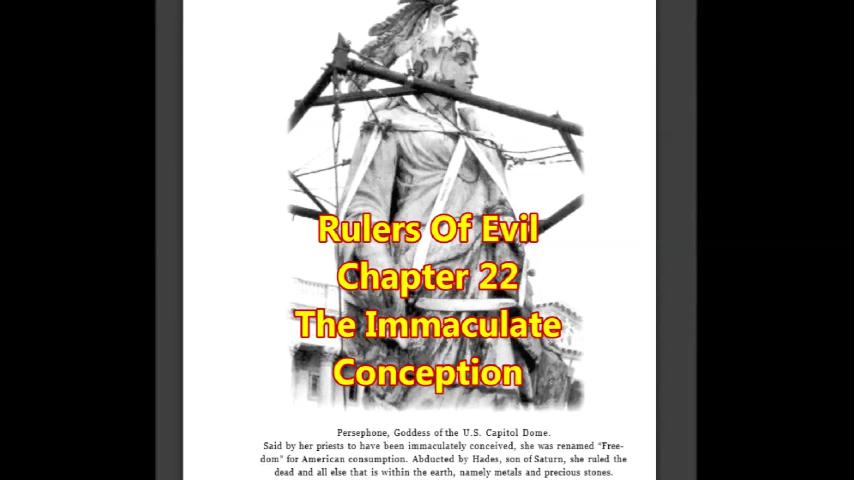 Rulers Of Evil
Chapter 22
The Immaculate
Conception
Persephone, Goddess of the U.S. Capitol Dome.
Said by her priests to have been immaculately conceived, she was renamed “Free-
dom” for American consumption. Abducted by Hades, son of Saturn, she ruled the
dead and all else that is within the earth, namely metals and precious stones.